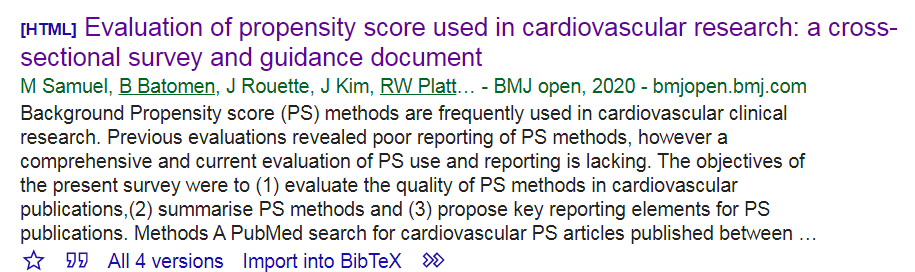 [HTML] Evaluation of propensity score used in cardiovascular research: a cross-
sectional survey and guidance document
M Samuel, B Batomen, J Rouette, J Kim, RW Platt… - BMJ open, 2020 - bmjopen.bmj.com
Background Propensity score (PS) methods are frequently used in cardiovascular clinical
research. Previous evaluations revealed poor reporting of PS methods, however a
comprehensive and current evaluation of PS use and reporting is lacking. The objectives of
the present survey were to (1) evaluate the quality of PS methods in cardiovascular
publications,(2) summarise PS methods and (3) propose key reporting elements for PS
publications. Methods A PubMed search for cardiovascular PS articles published between …
All 4 versions Import into BibTeX